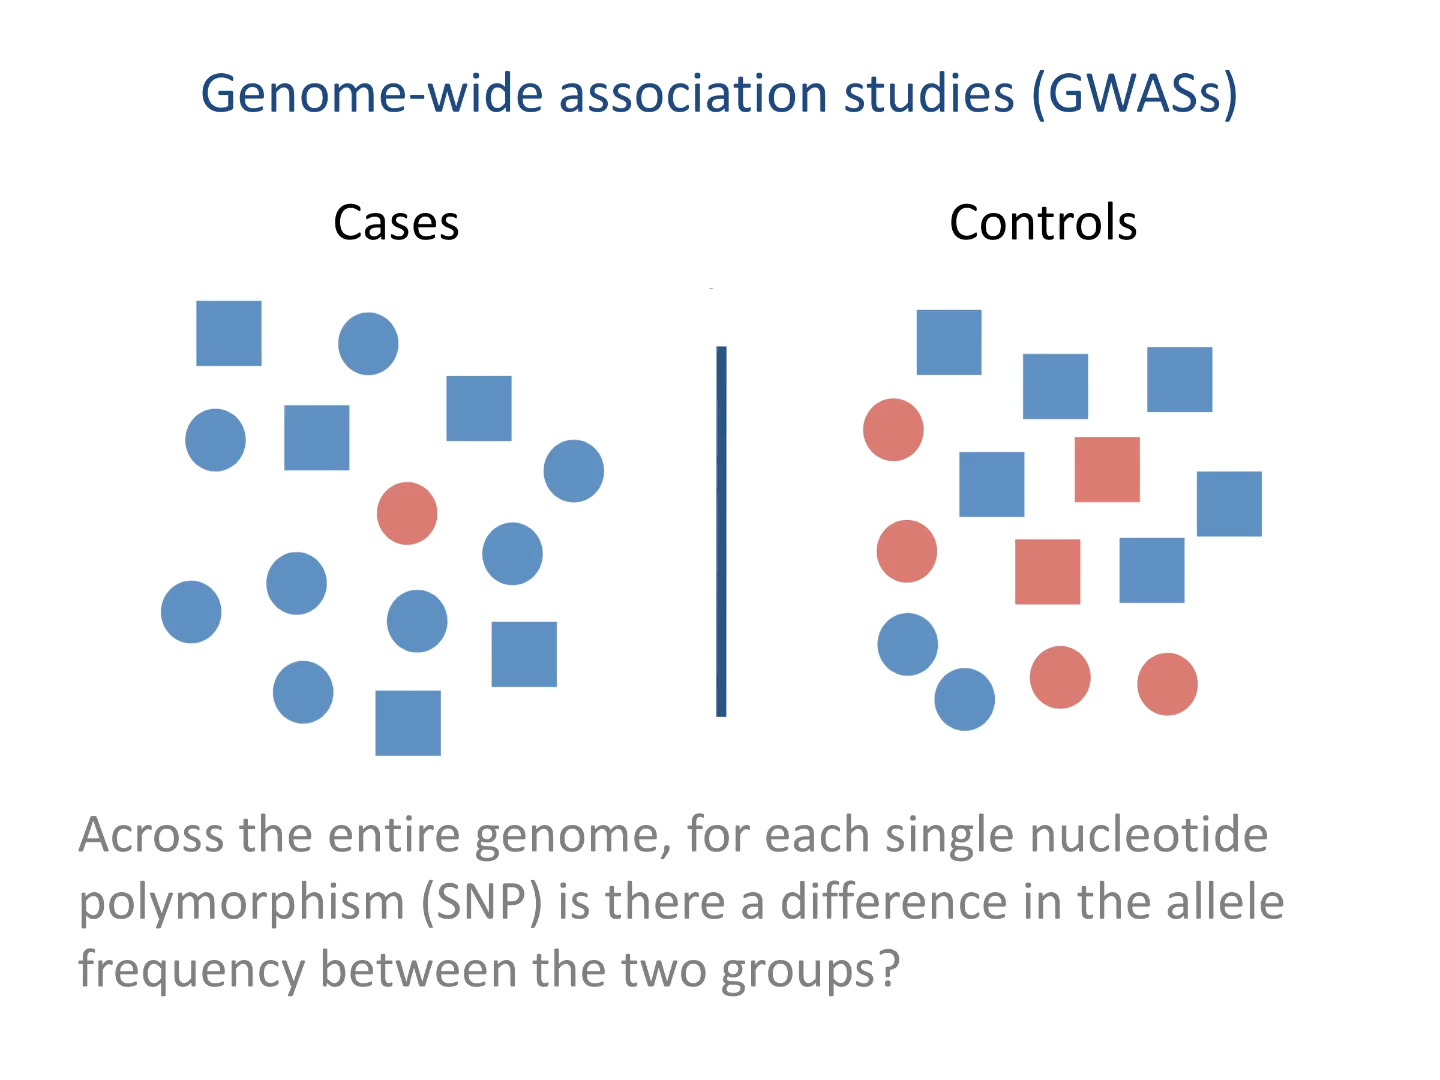 Genome-wide association studies (GWASs)
Cases
Controls
Across the entire genome, for each single nucleotide
polymorphism (SNP) is there a difference in the allele
frequency between the two groups?